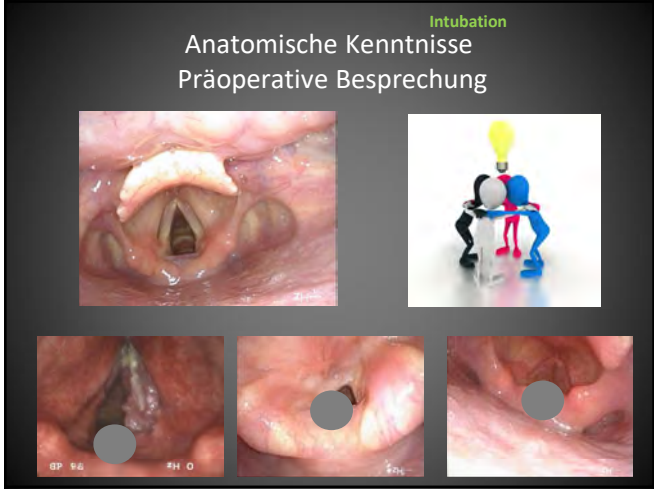 Intubation
Anatomische Kenntnisse
Präoperative Besprechung